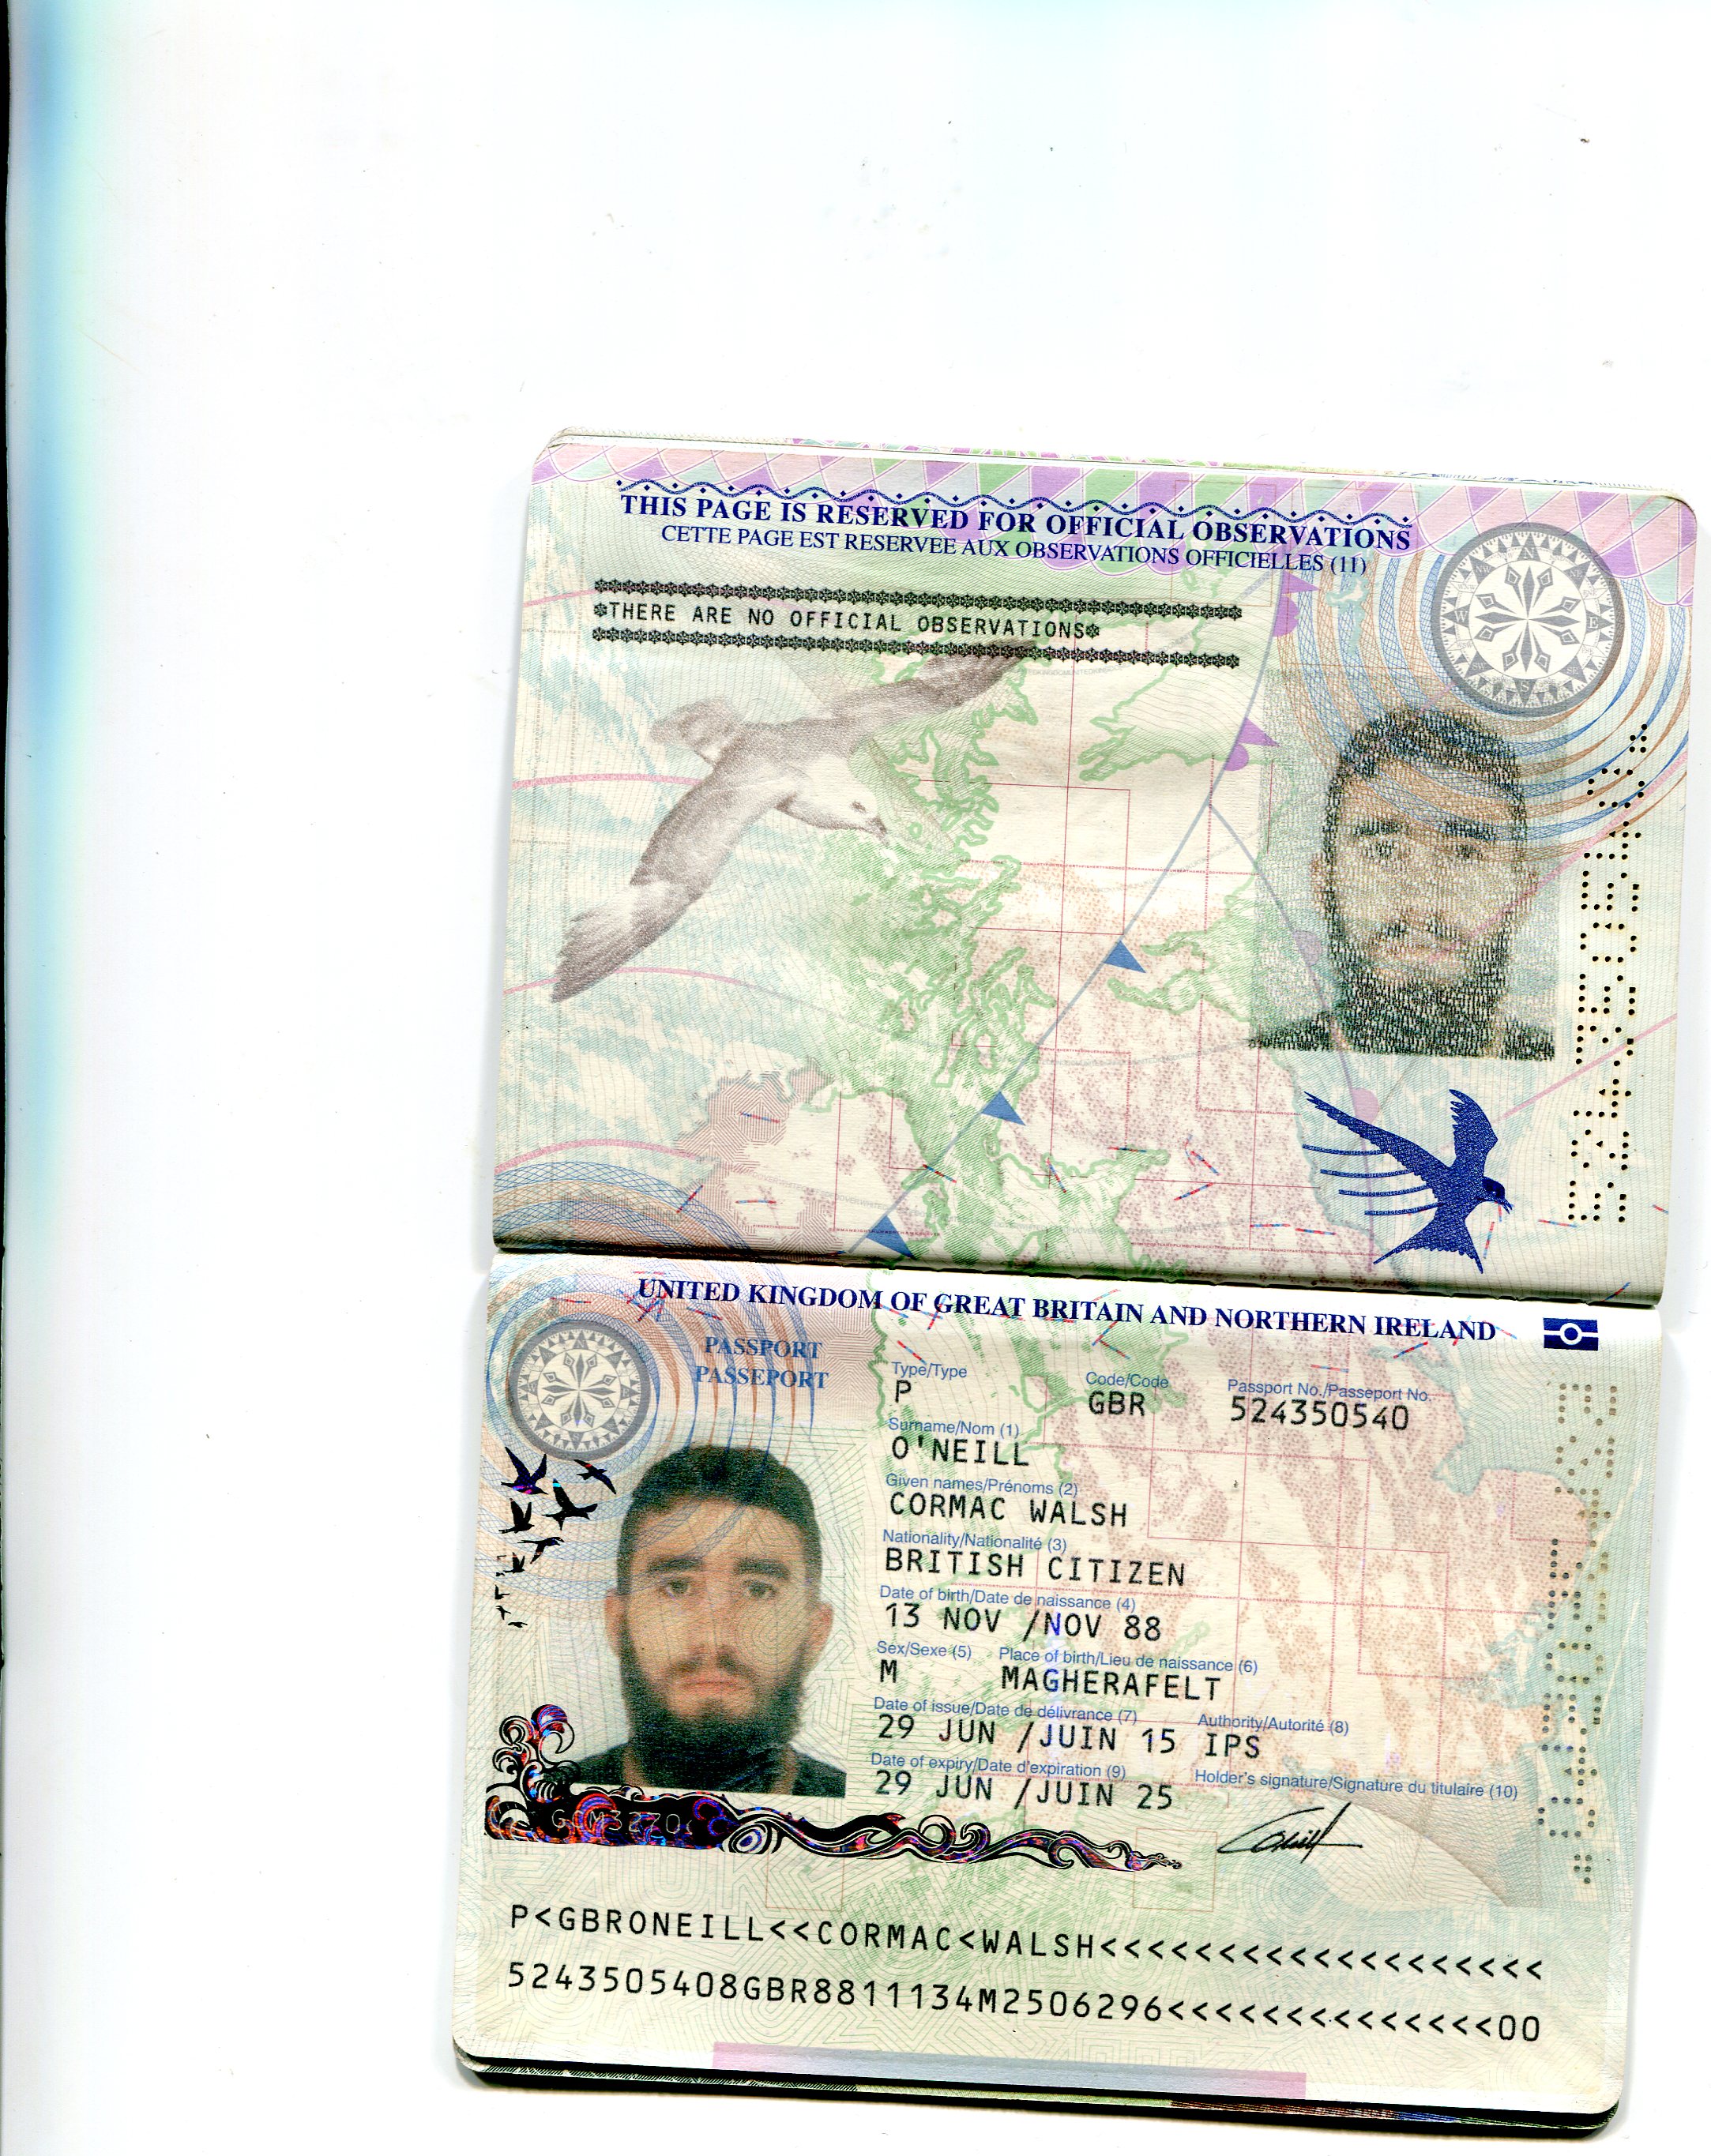 THIS PAGE IS RESERVED FOR OFFICIAL OBSERVATIONS
CETTE PAGE EST RESERVEE AUX OBSERVATIONS OFFICIELLES (11)
*THERE ARE NO OFFICIAL OBSERVATIONS*
UNITED KINGDOM OF GREAT BRITAIN AND NORTHERN IRELAND
PASSPORT
PASSEPORT
Type/Type Code/Code Passport No./Passeport No.
P GBR 524350540
Surname/Nom (1)
O'NEILL
Given names/Prénoms (2)
CORMAC WALSH
Nationality/Nationalité (3)
BRITISH CITIZEN
Date of birth/Date de naissance (4)
13 NOV /NOV 88
Sex/Sexe (5) Place of birth/Lieu de naissance (6)
M MAGHERAFELT
Date of issue/Date de délivrance (7) Authority/Autorité (8)
29 JUN /JUIN 15 IPS
Date of expiry/Date d'expiration (9) Holder's signature/Signature du titulaire (10)
29 JUN /JUIN 25
P<GBRONEILL<<CORMAC<WALSH<<<<<<<<<<<<<<<<<<<
5243505408GBR8811134M2506296<<<<<<<<<<<<<<00